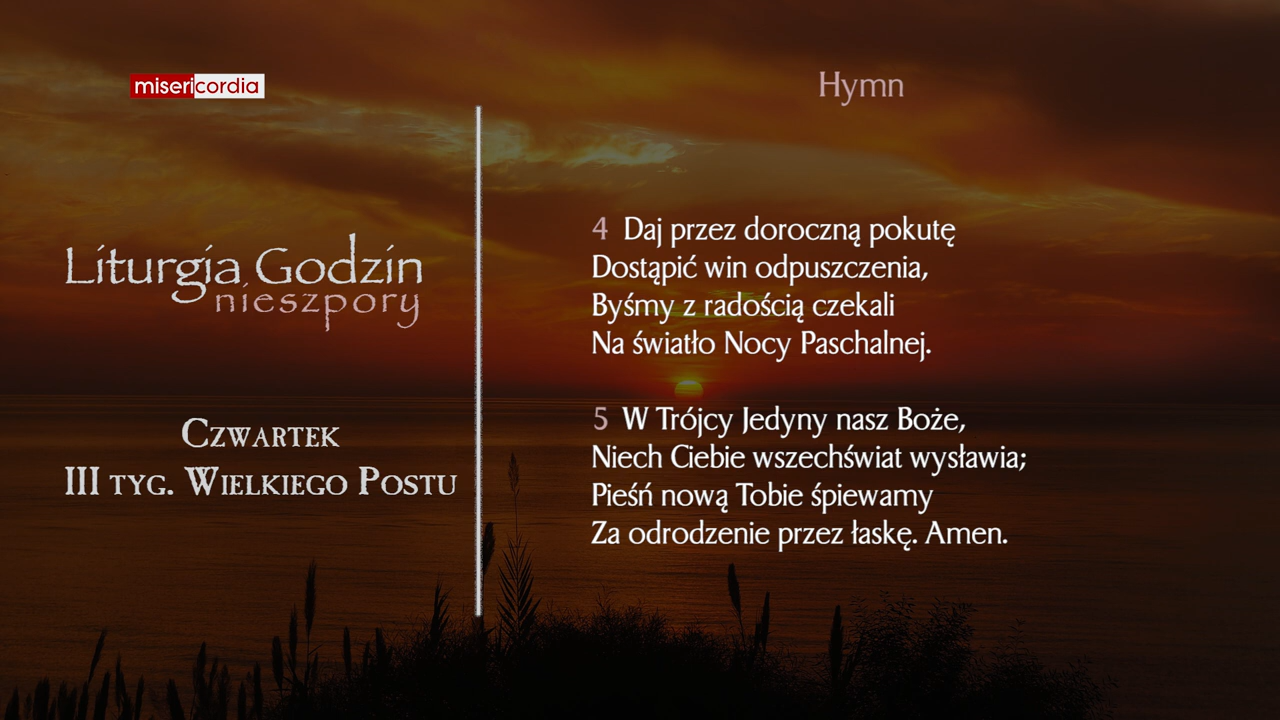 misericordia
Liturgia Godzin
nieszpory
Czwartek
III tyg. Wielkiego Postu
Hymn
4 Daj przez doroczną pokutę
Dostąpić win odpuszczenia,
Byśmy z radością czekali
Na światło Nocy Paschalnej.
5 W Trójcy Jedyny nasz Boże,
Niech Ciebie wszechświat wysławia;
Pieśń nową Tobie śpiewamy
Za odrodzenie przez łaskę. Amen.